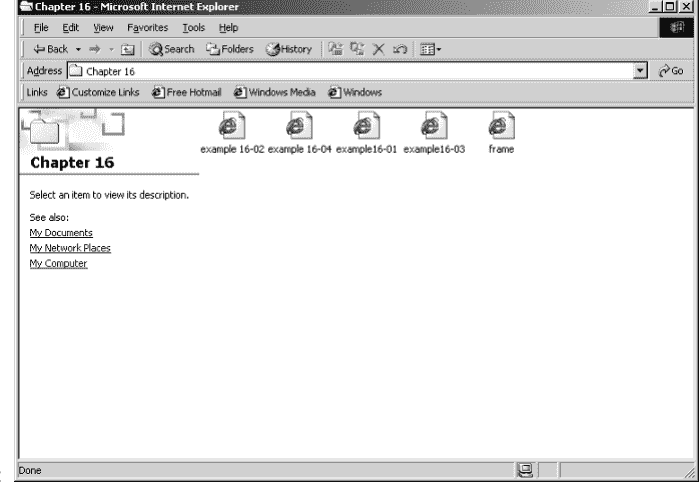 Chapter 16 - Microsoft Internet Explorer
File Edit View Favorites Tools Help
Back Search Folders History
Address Chapter 16 Go
Links Customize Links Free Hotmail Windows Media Windows
example 16-02 example 16-04 example16-01 example16-03 frame
Chapter 16
Select an item to view its description.
See also:
My Documents
My Network Places
My Computer
Done